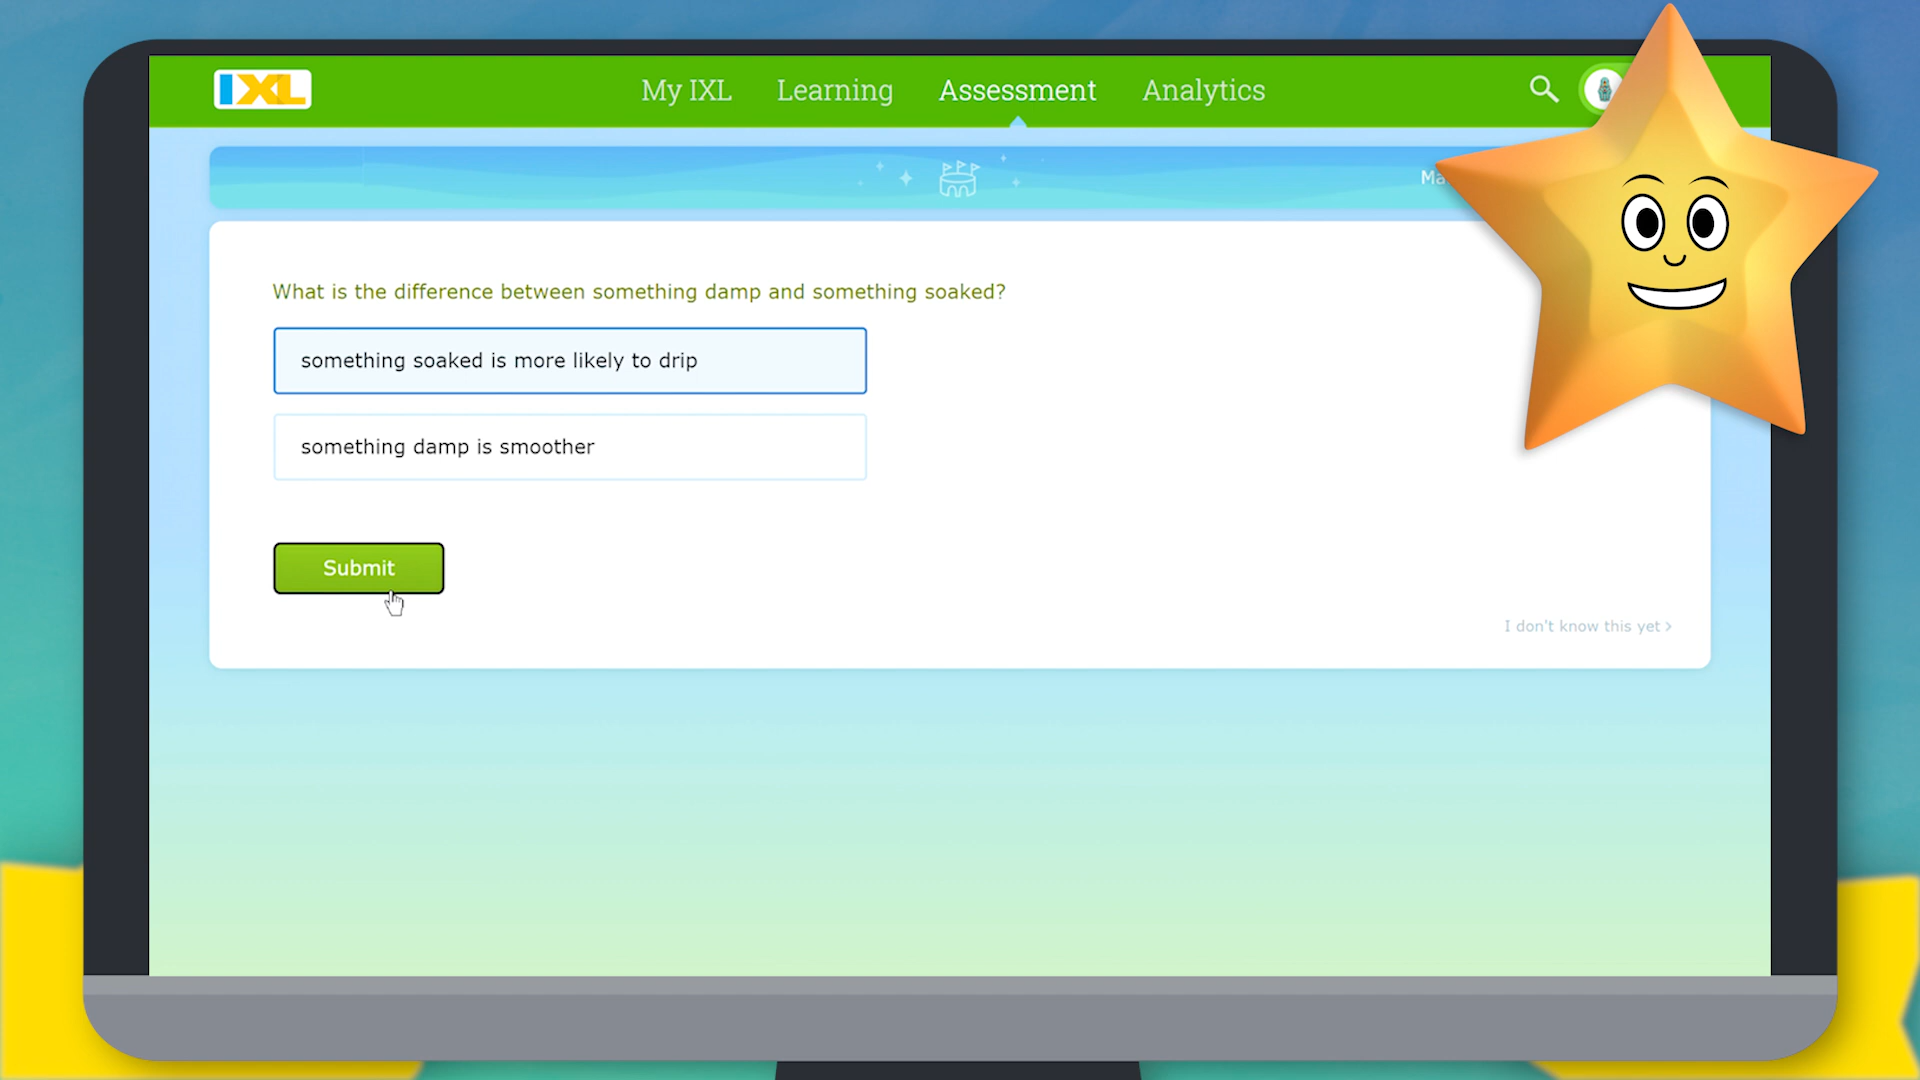 IXL
My IXL
Learning
Assessment
Analytics
What is the difference between something damp and something soaked?
something soaked is more likely to drip
something damp is smoother
Submit
I don't know this yet >